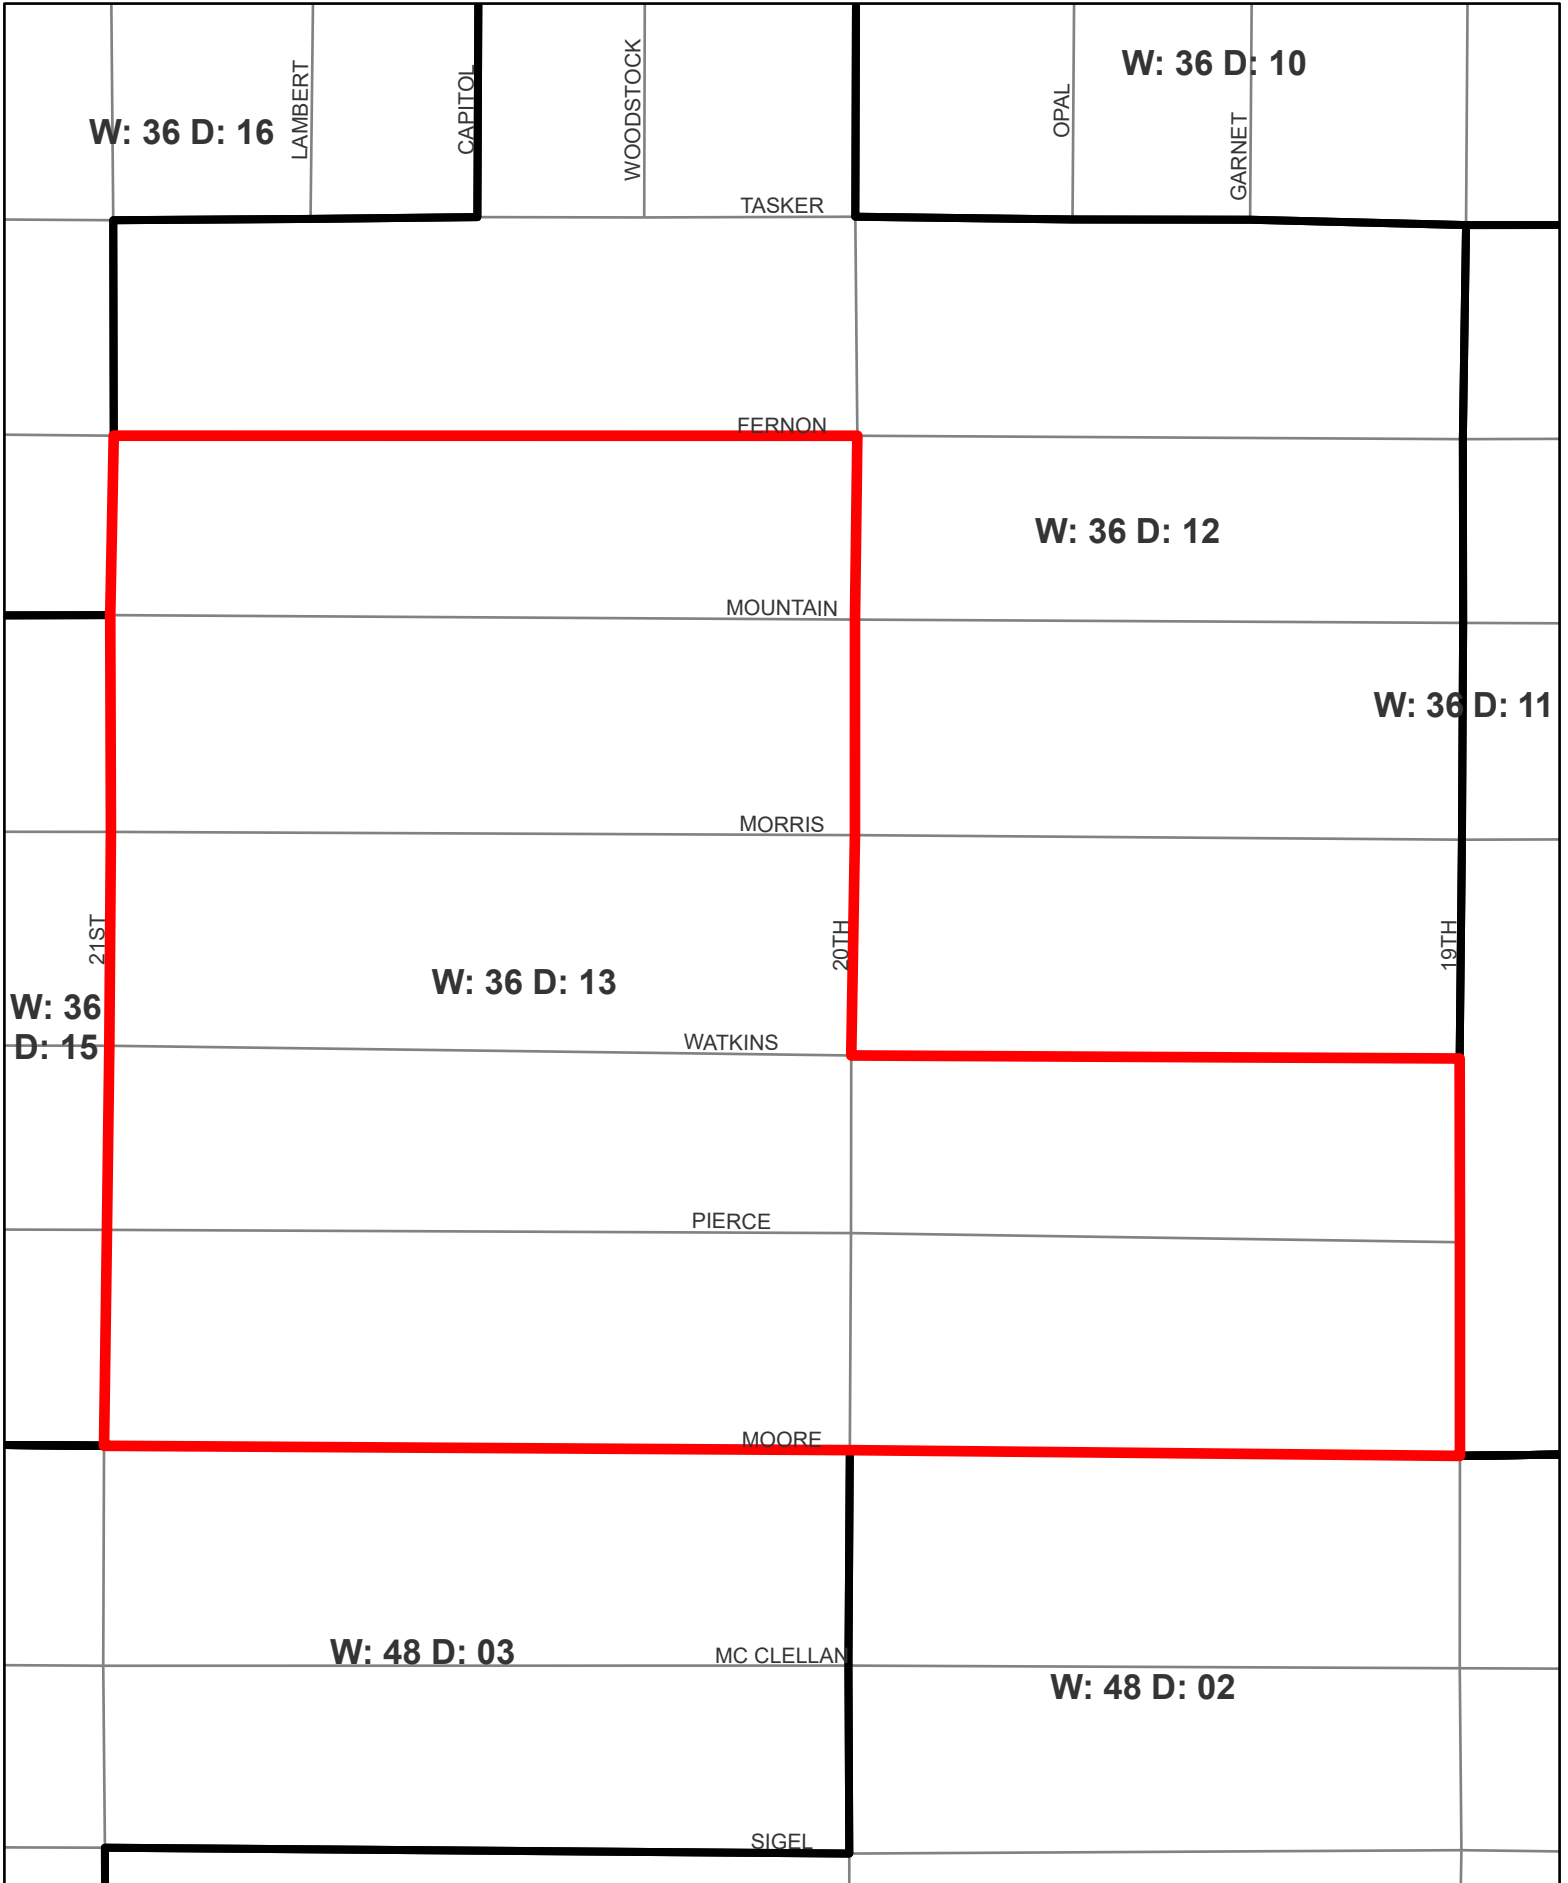 W: 36 D: 10
LAMBERT
CAPITOL
WOODSTOCK
OPAL
GARNET
W: 36 D: 16
TASKER
FERNON
W: 36 D: 12
MOUNTAIN
W: 36 D: 11
MORRIS
21ST
20TH
19TH
W: 36 D: 13
W: 36
D: 15
WATKINS
PIERCE
MOORE
W: 48 D: 03
MC CLELLAN
W: 48 D: 02
SIGEL